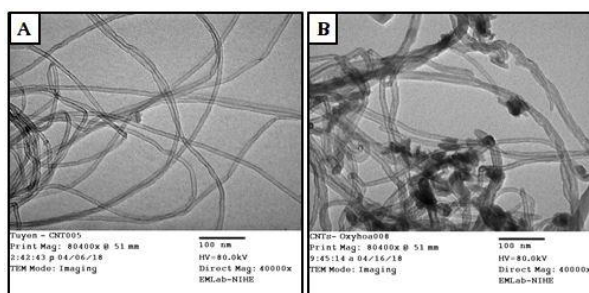 A
B
Tuyen - CNT005
Print Mag: 80400x @ 51 mm
2:42:43 p 04/06/18
TEM Mode: Imaging
100 nm
HV=80.0kV
Direct Mag: 40000x
EMLab-NIHE
CNTs-Oxyhoa008
Print Mag: 80400x @ 51 mm
9:45:14 a 04/16/18
TEM Mode: Imaging
100 nm
HV=80.0kV
Direct Mag: 40000x
EMLab-NIHE